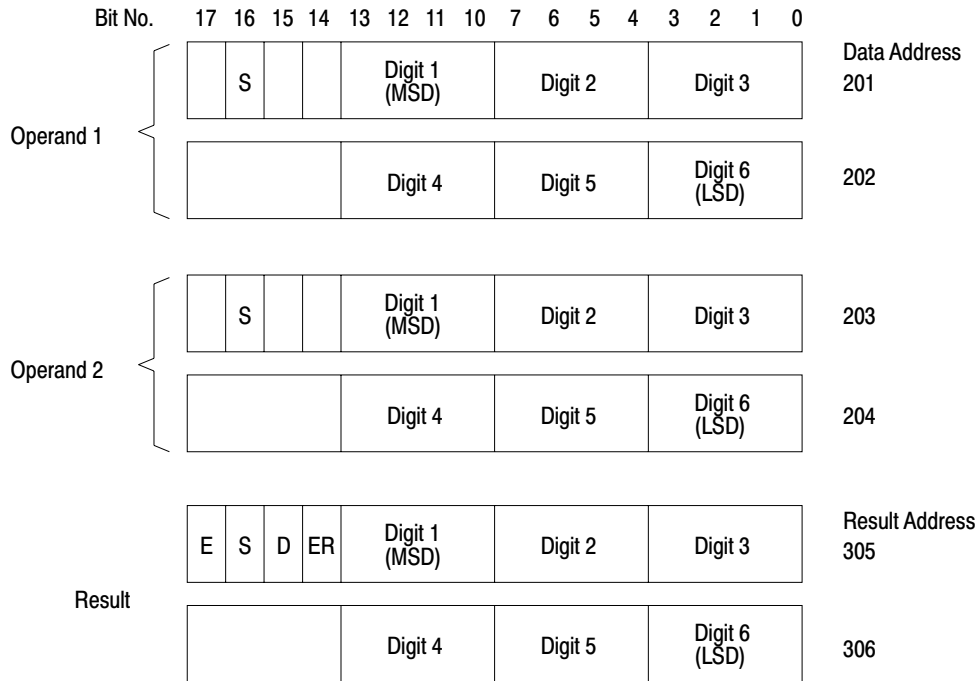 Bit No. 17 16 15 14 13 12 11 10 7 6 5 4 3 2 1 0
Data Address
S Digit 1 Digit 2 Digit 3 201
(MSD)
Operand 1
Digit 4 Digit 5 Digit 6 202
(LSD)
S Digit 1 Digit 2 Digit 3 203
(MSD)
Operand 2
Digit 4 Digit 5 Digit 6 204
(LSD)
Result Address
E S D ER Digit 1 Digit 2 Digit 3 305
(MSD)
Result
Digit 4 Digit 5 Digit 6 306
(LSD)